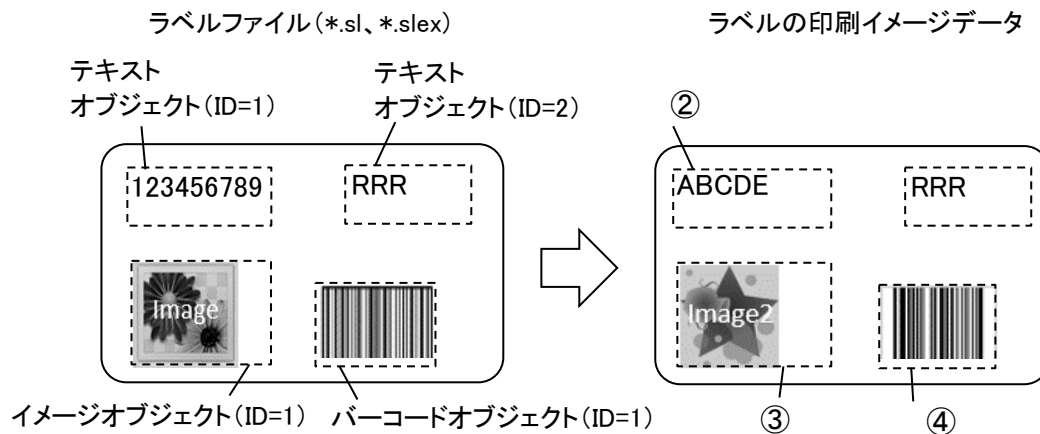 ラベルファイル(*.sl、*.slex)
ラベルの印刷イメージデータ
テキスト
オブジェクト(ID=1)
テキスト
オブジェクト(ID=2)
②
123456789
RRR
ABCDE
RRR
Image
Image2
イメージオブジェクト(ID=1)
バーコードオブジェクト(ID=1)
③
④